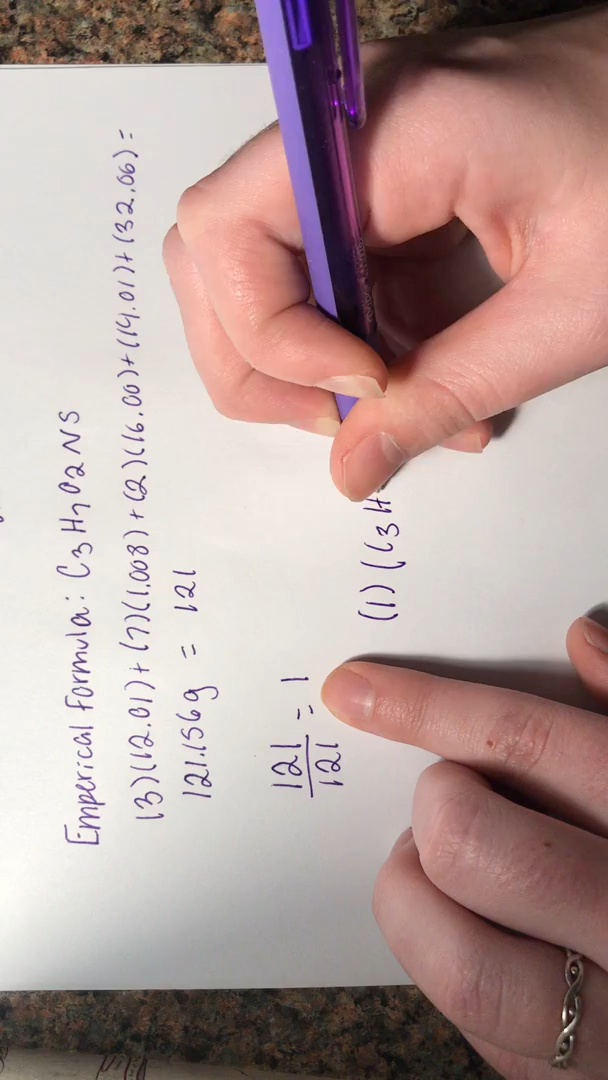 Emperical Formula: C3H7O2NS
(3)(12.01)+(7)(1.008)+(2)(16.00)+(14.01)+(32.06)=
121.156g = 121
121
121
= 1
(1)(C3H